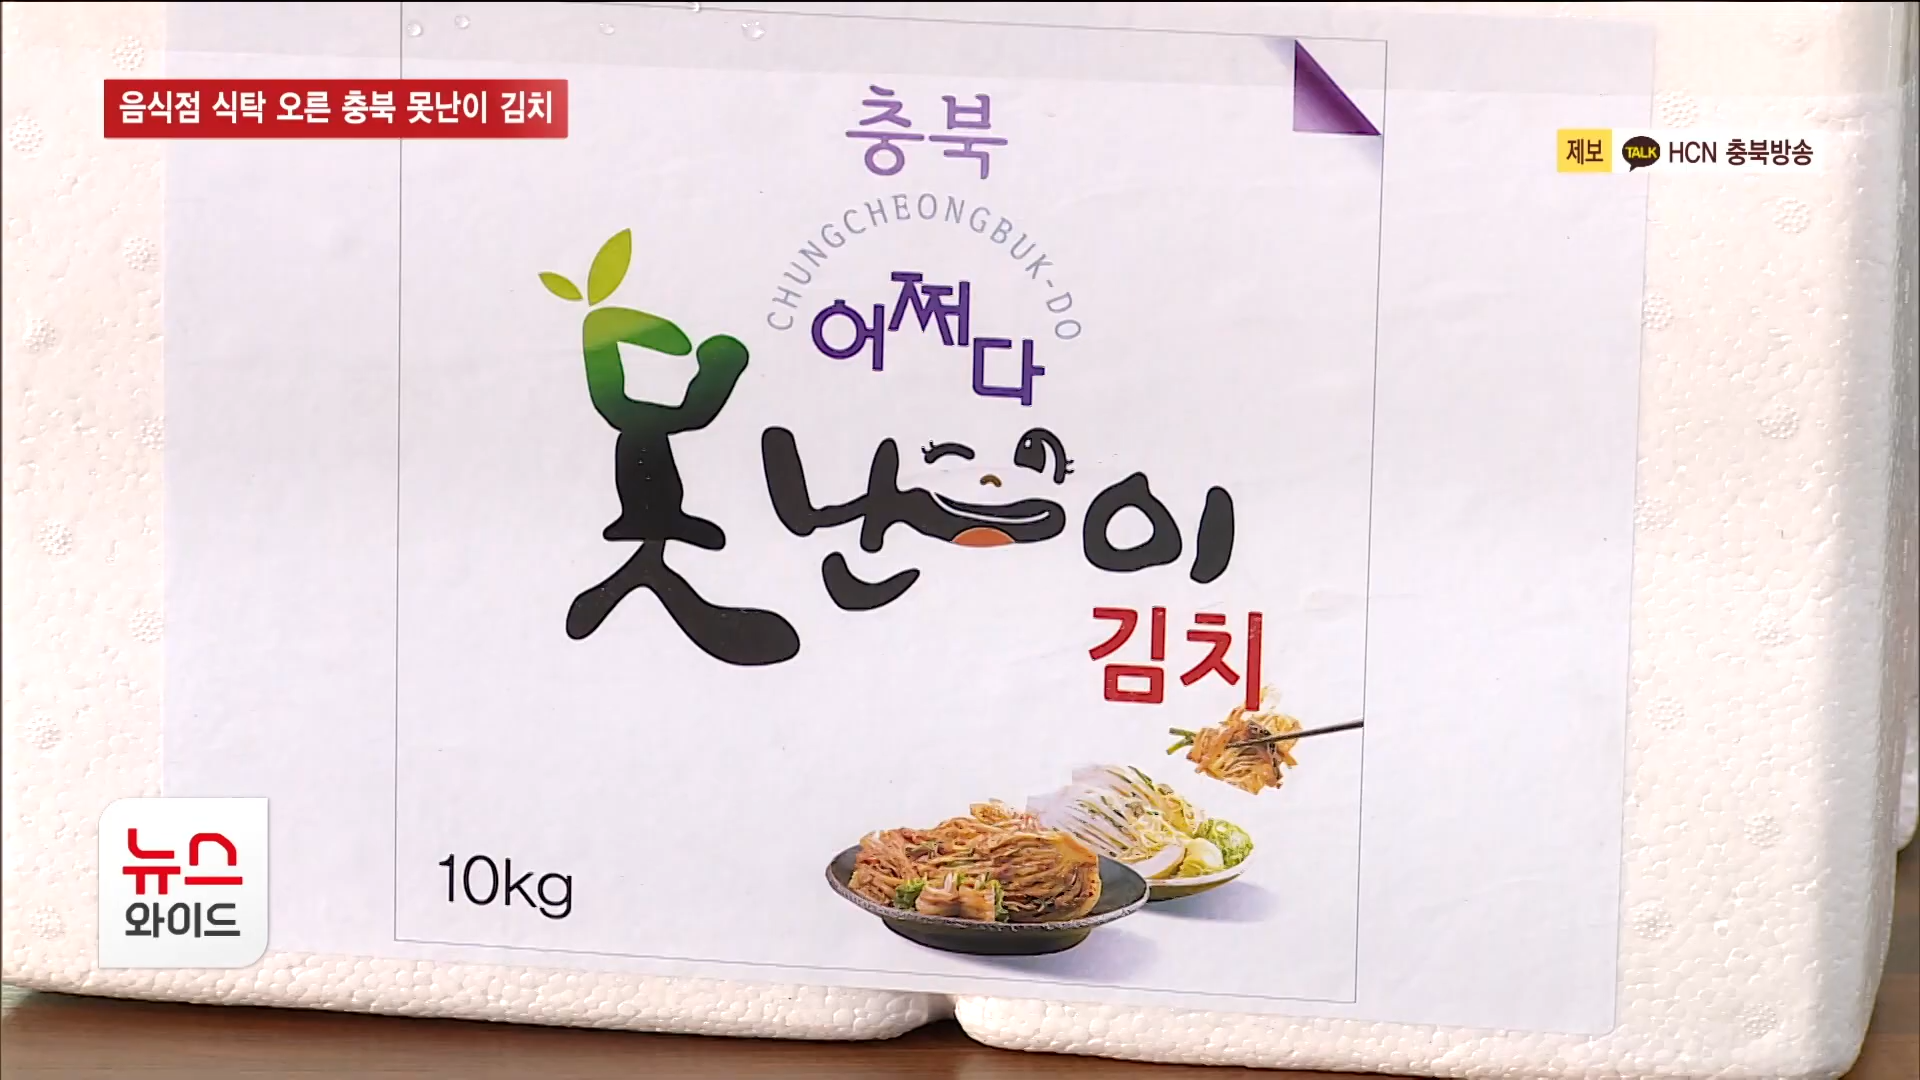 음식점 식탁 오른 충북 못난이 김치
제보 TALK HCN 충북방송
충북
CHUNGCHEONGBUK-DO
어쩌다
못난이
김치
10kg
뉴스
와이드